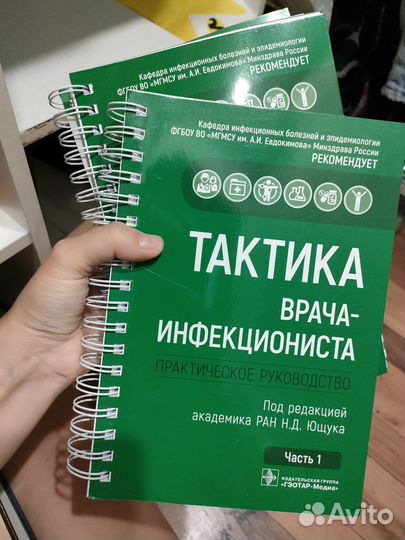 Кафедра инфекционных болезней и эпидемиологии
ФГБОУ ВО «МГМСУ им. А.И. Евдокимова» Минздрава России
РЕКОМЕНДУЕТ
Кафедра инфекционных болезней и эпидемиологии
ФГБОУ ВО «МГМСУ им. А.И. Евдокимова» Минздрава России
РЕКОМЕНДУЕТ
ТАКТИКА
ВРАЧА-
ИНФЕКЦИОНИСТА
ПРАКТИЧЕСКОЕ РУКОВОДСТВО
Под редакцией
академика РАН Н.Д. Ющука
Часть 1
ИЗДАТЕЛЬСКАЯ ГРУППА
«ГЭОТАР-Медиа»
Avito